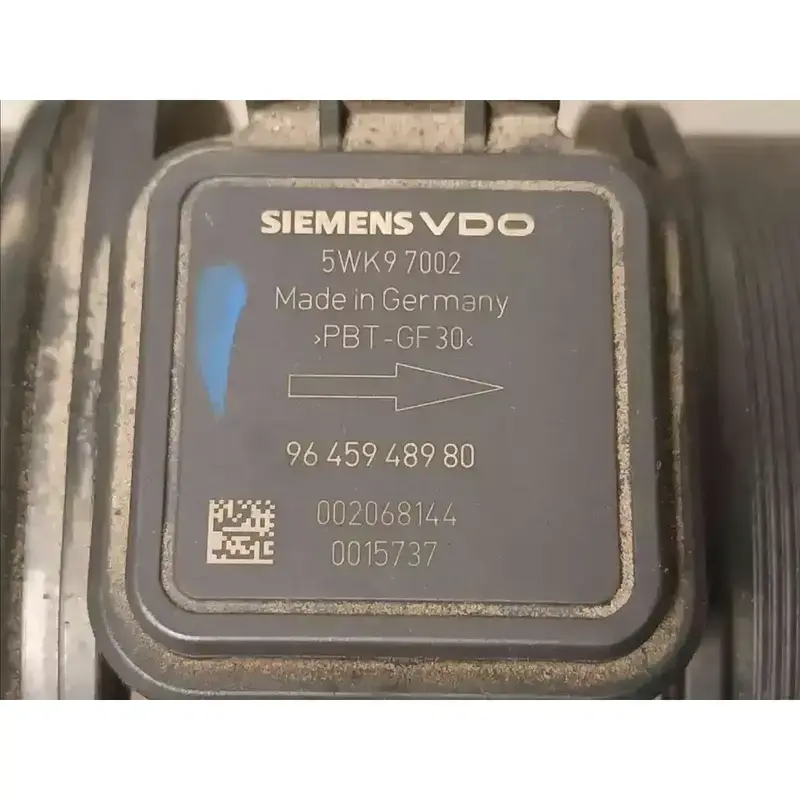 SIEMENS VDO
5WK9 7002
Made in Germany
›PBT-GF30‹
96 459 489 80
002068144
0015737